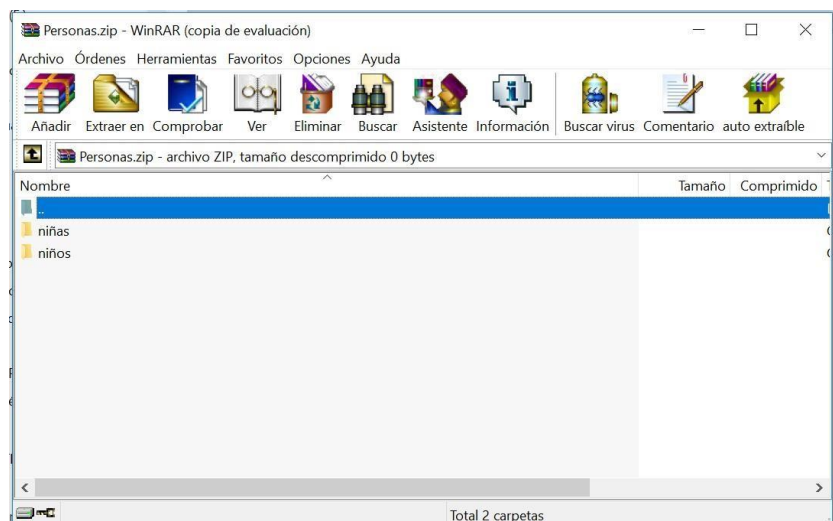 Personas.zip - WinRAR (copia de evaluación)
Archivo Órdenes Herramientas Favoritos Opciones Ayuda
Añadir Extraer en Comprobar Ver Eliminar Buscar Asistente Información Buscar virus Comentario auto extraíble
Personas.zip - archivo ZIP, tamaño descomprimido 0 bytes
Nombre Tamaño Comprimido
..
niñas
niños
Total 2 carpetas